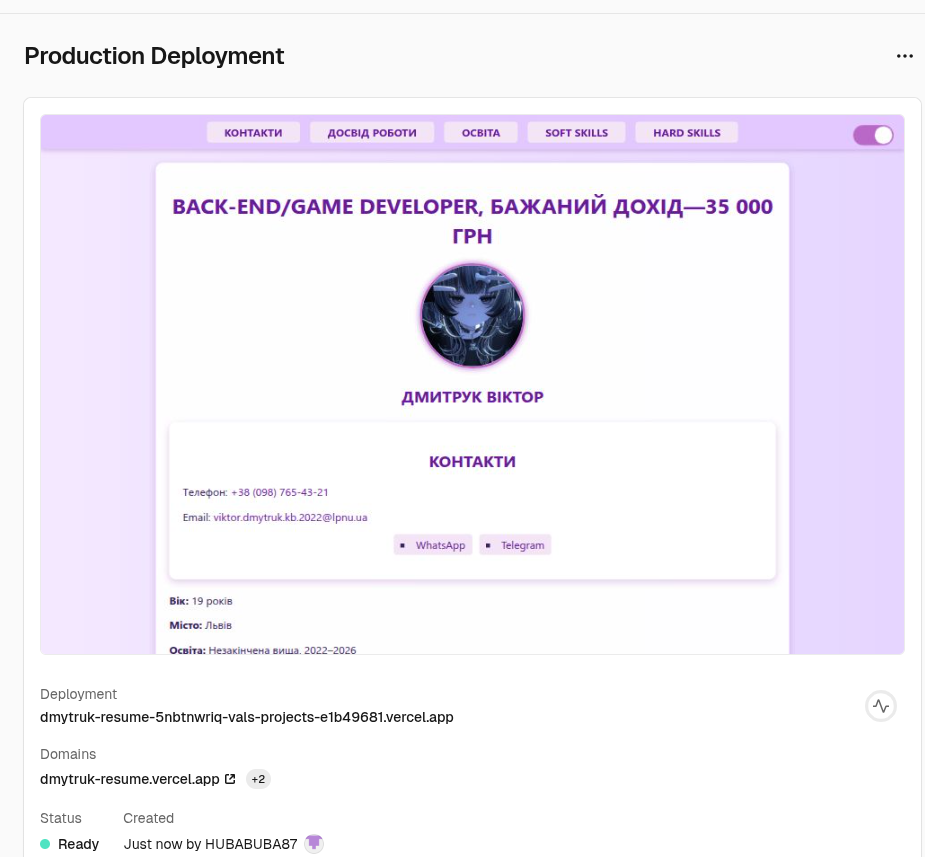 Production Deployment
КОНТАКТИ
ДОСВІД РОБОТИ
ОСВІТА
SOFT SKILLS
HARD SKILLS
BACK-END/GAME DEVELOPER, БАЖАНИЙ ДОХІД—35 000
ГРН
ДМИТРУК ВІКТОР
КОНТАКТИ
Телефон: +38 (098) 765-43-21
Email: viktor.dmytruk.kb.2022@lpnu.ua
WhatsApp
Telegram
Вік: 19 років
Місто: Львів
Освіта: Незакінчена вища, 2022–2026
Deployment
dmytruk-resume-5nbtnwriq-vals-projects-e1b49681.vercel.app
Domains
dmytruk-resume.vercel.app +2
Status Created
Ready Just now by HUBABUBA87